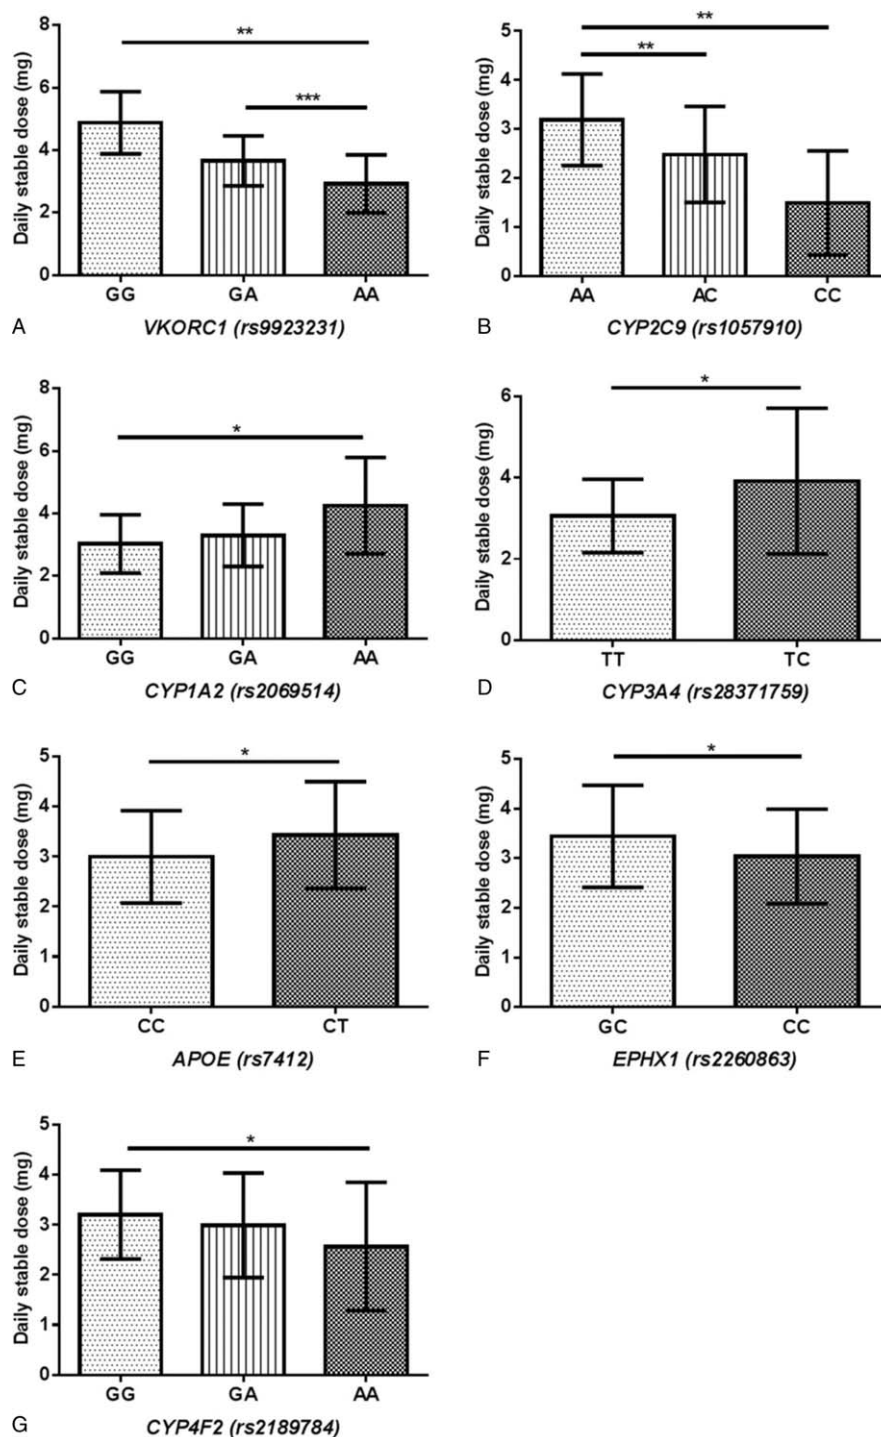 **
***
Daily stable dose (mg)
8
6
4
2
0
GG GA AA
A VKORC1 (rs9923231)
**
**
Daily stable dose (mg)
5
4
3
2
1
0
AA AC CC
B CYP2C9 (rs1057910)
*
Daily stable dose (mg)
8
6
4
2
0
GG GA AA
C CYP1A2 (rs2069514)
*
Daily stable dose (mg)
6
4
2
0
TT TC
D CYP3A4 (rs28371759)
*
Daily stable dose (mg)
5
4
3
2
1
0
CC CT
E APOE (rs7412)
*
Daily stable dose (mg)
5
4
3
2
1
0
GC CC
F EPHX1 (rs2260863)
*
Daily stable dose (mg)
5
4
3
2
1
0
GG GA AA
G CYP4F2 (rs2189784)